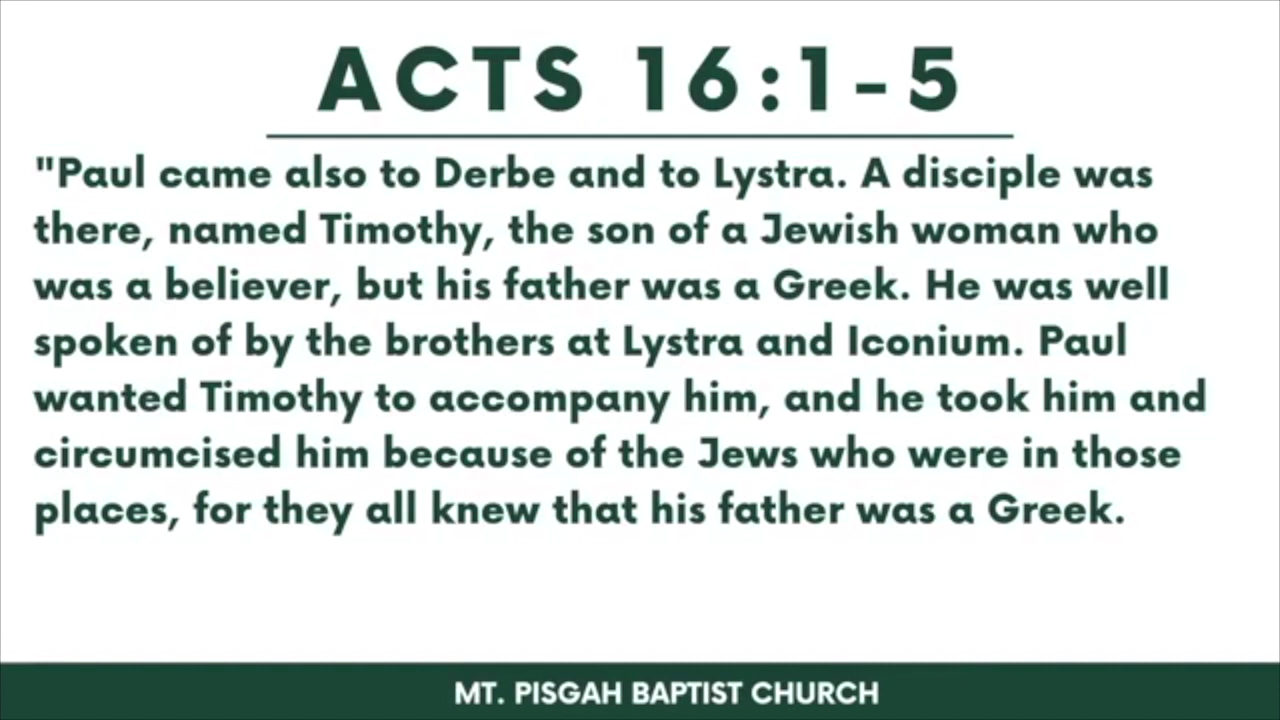 ACTS 16:1-5
"Paul came also to Derbe and to Lystra. A disciple was
there, named Timothy, the son of a Jewish woman who
was a believer, but his father was a Greek. He was well
spoken of by the brothers at Lystra and Iconium. Paul
wanted Timothy to accompany him, and he took him and
circumcised him because of the Jews who were in those
places, for they all knew that his father was a Greek.
MT. PISGAH BAPTIST CHURCH